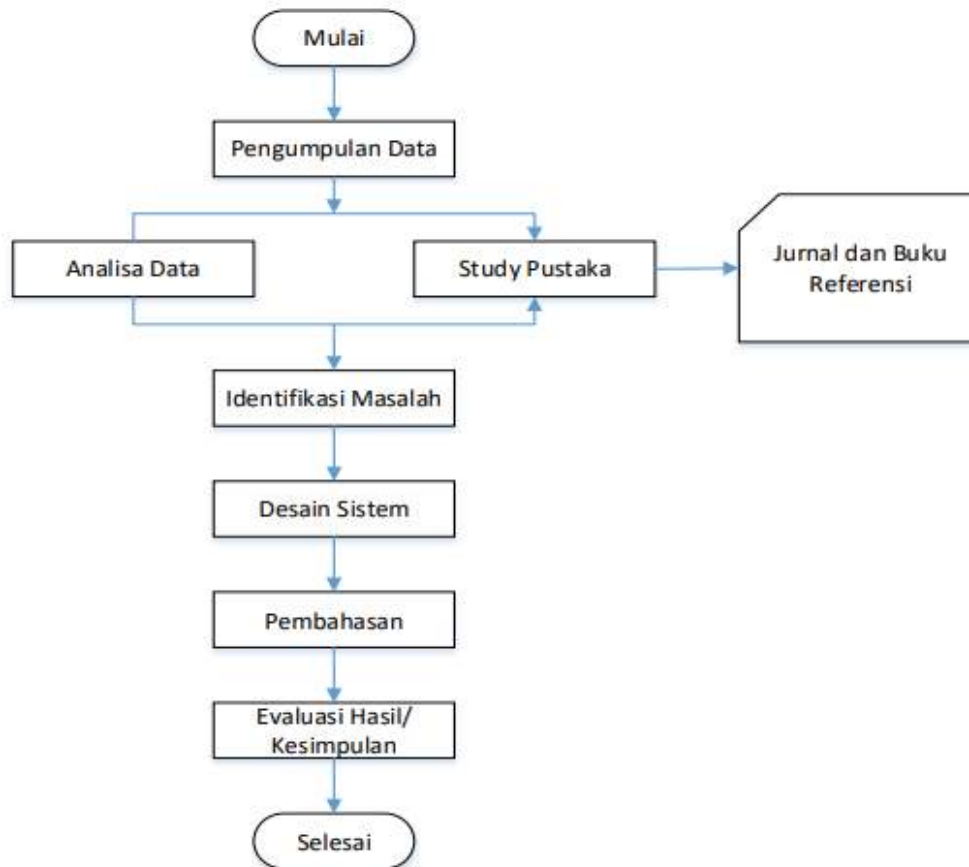 Mulai
Pengumpulan Data
Analisa Data
Study Pustaka
Jurnal dan Buku
Referensi
Identifikasi Masalah
Desain Sistem
Pembahasan
Evaluasi Hasil/
Kesimpulan
Selesai